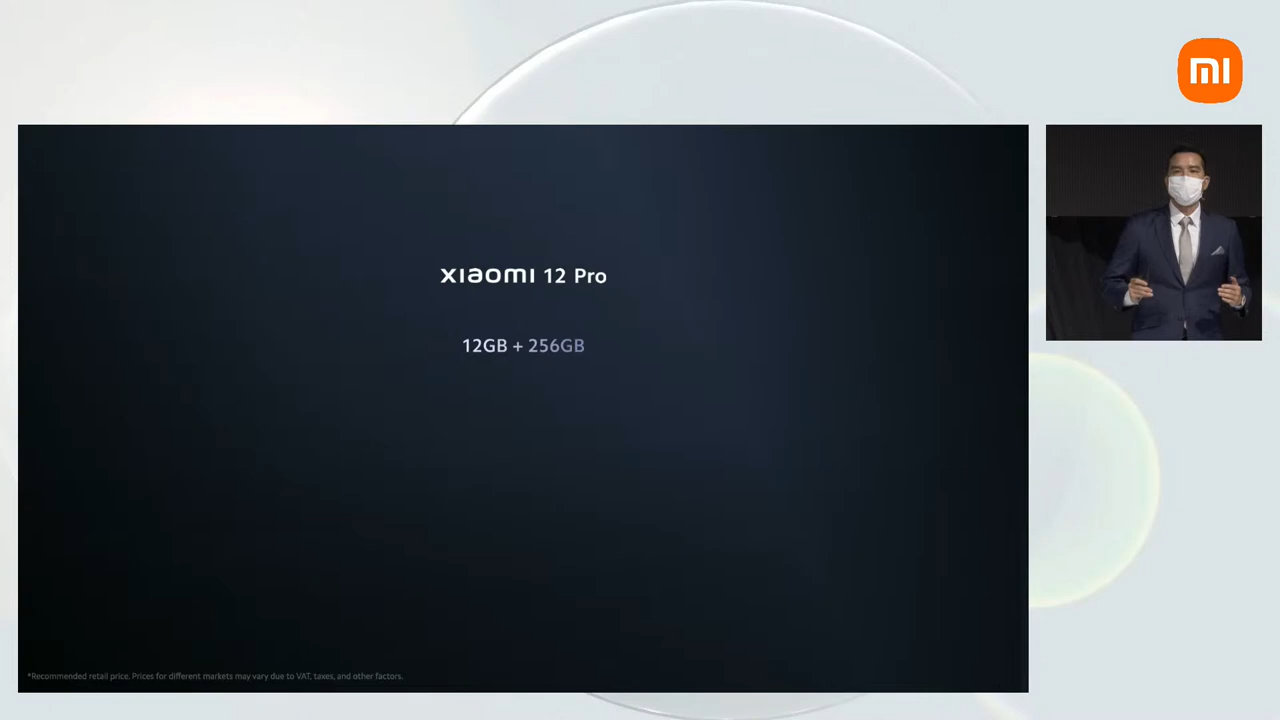 mi
xiaomi 12 Pro
12GB + 256GB
*Recommended retail price. Prices for different markets may vary due to VAT, taxes, and other factors.